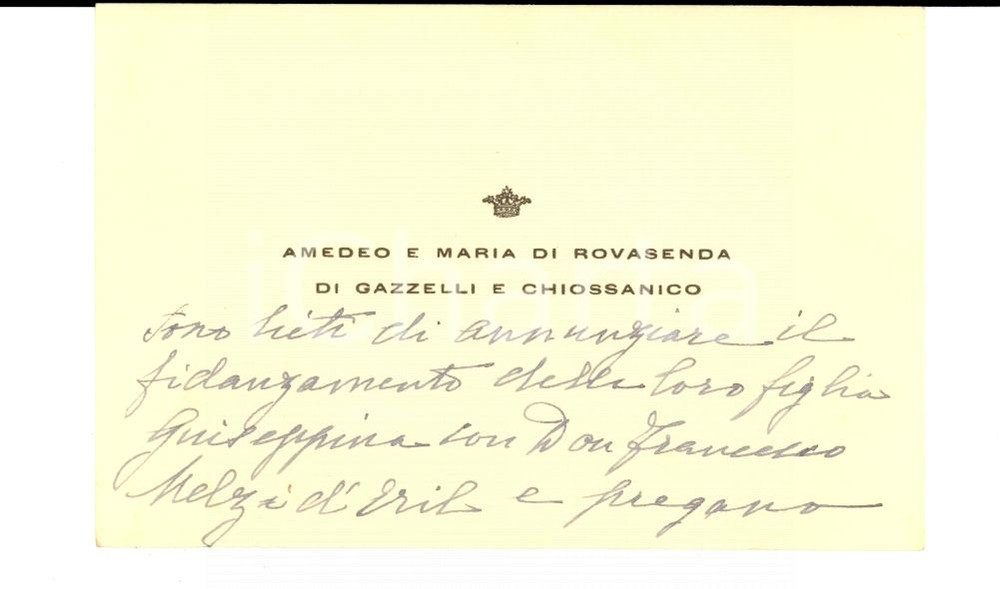 AMEDEO E MARIA DI ROVASENDA
DI GAZZELLI E CHIOSSANICO
sono lieti di annunziare il
fidanzamento della loro figlia
Guiseppina con Don Francesco
Melzi d'Eril e pregano